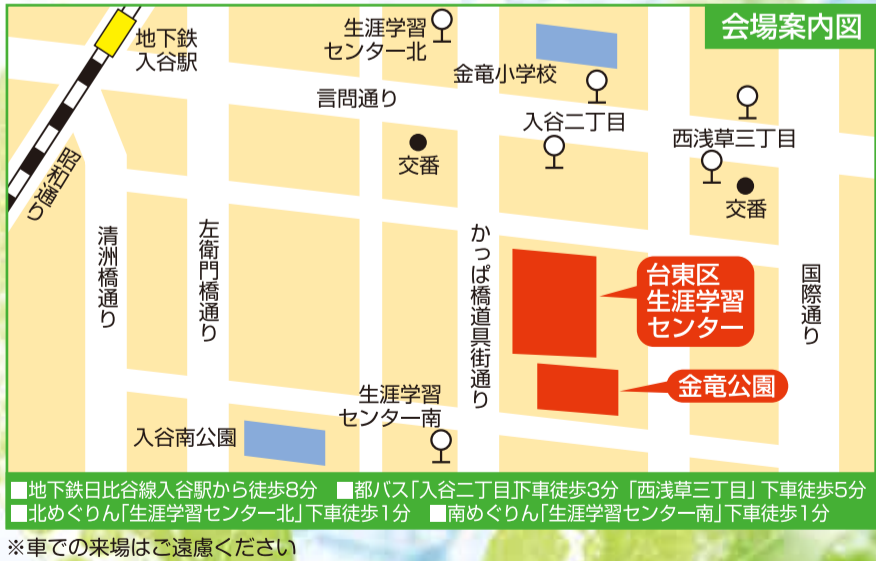 会場案内図
地下鉄
入谷駅
生涯学習
センター北
金竜小学校
言問通り
入谷二丁目
西浅草三丁目
交番
交番
昭和通り
清洲橋通り
左衛門橋通り
かっぱ橋道具街通り
国際通り
台東区
生涯学習
センター
金竜公園
生涯学習
センター南
入谷南公園
■地下鉄日比谷線入谷駅から徒歩8分 ■都バス「入谷二丁目」下車徒歩3分「西浅草三丁目」下車徒歩5分
■北めぐりん「生涯学習センター北」下車徒歩1分 ■南めぐりん「生涯学習センター南」下車徒歩1分
※車での来場はご遠慮ください